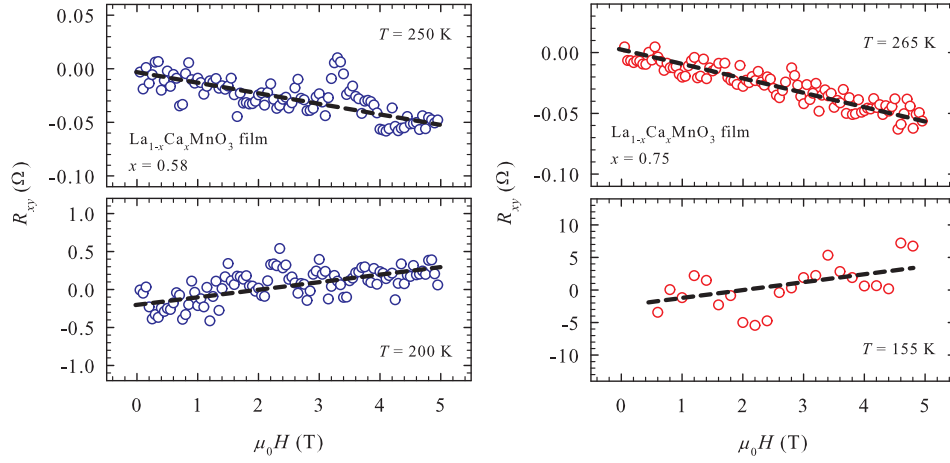 0.05
0.00
-0.05
-0.10
T = 250 K
La₁₋ₓCaₓMnO₃ film
x = 0.58
1.0
0.5
0.0
-0.5
-1.0
T = 200 K
0 1 2 3 4 5
μ₀H (T)
Rxy (Ω)
0.00
-0.05
-0.10
T = 265 K
La₁₋ₓCaₓMnO₃ film
x = 0.75
10
5
0
-5
-10
T = 155 K
0 1 2 3 4 5
μ₀H (T)
Rxy (Ω)